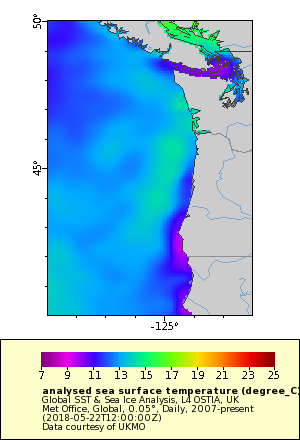 50°
45°
-125°
7 9 11 13 15 17 19 21 23 25
analysed sea surface temperature (degree_C)
Global SST & Sea Ice Analysis, L4 OSTIA, UK
Met Office, Global, 0.05°, Daily, 2007-present
(2018-05-22T12:00:00Z)
Data courtesy of UKMO